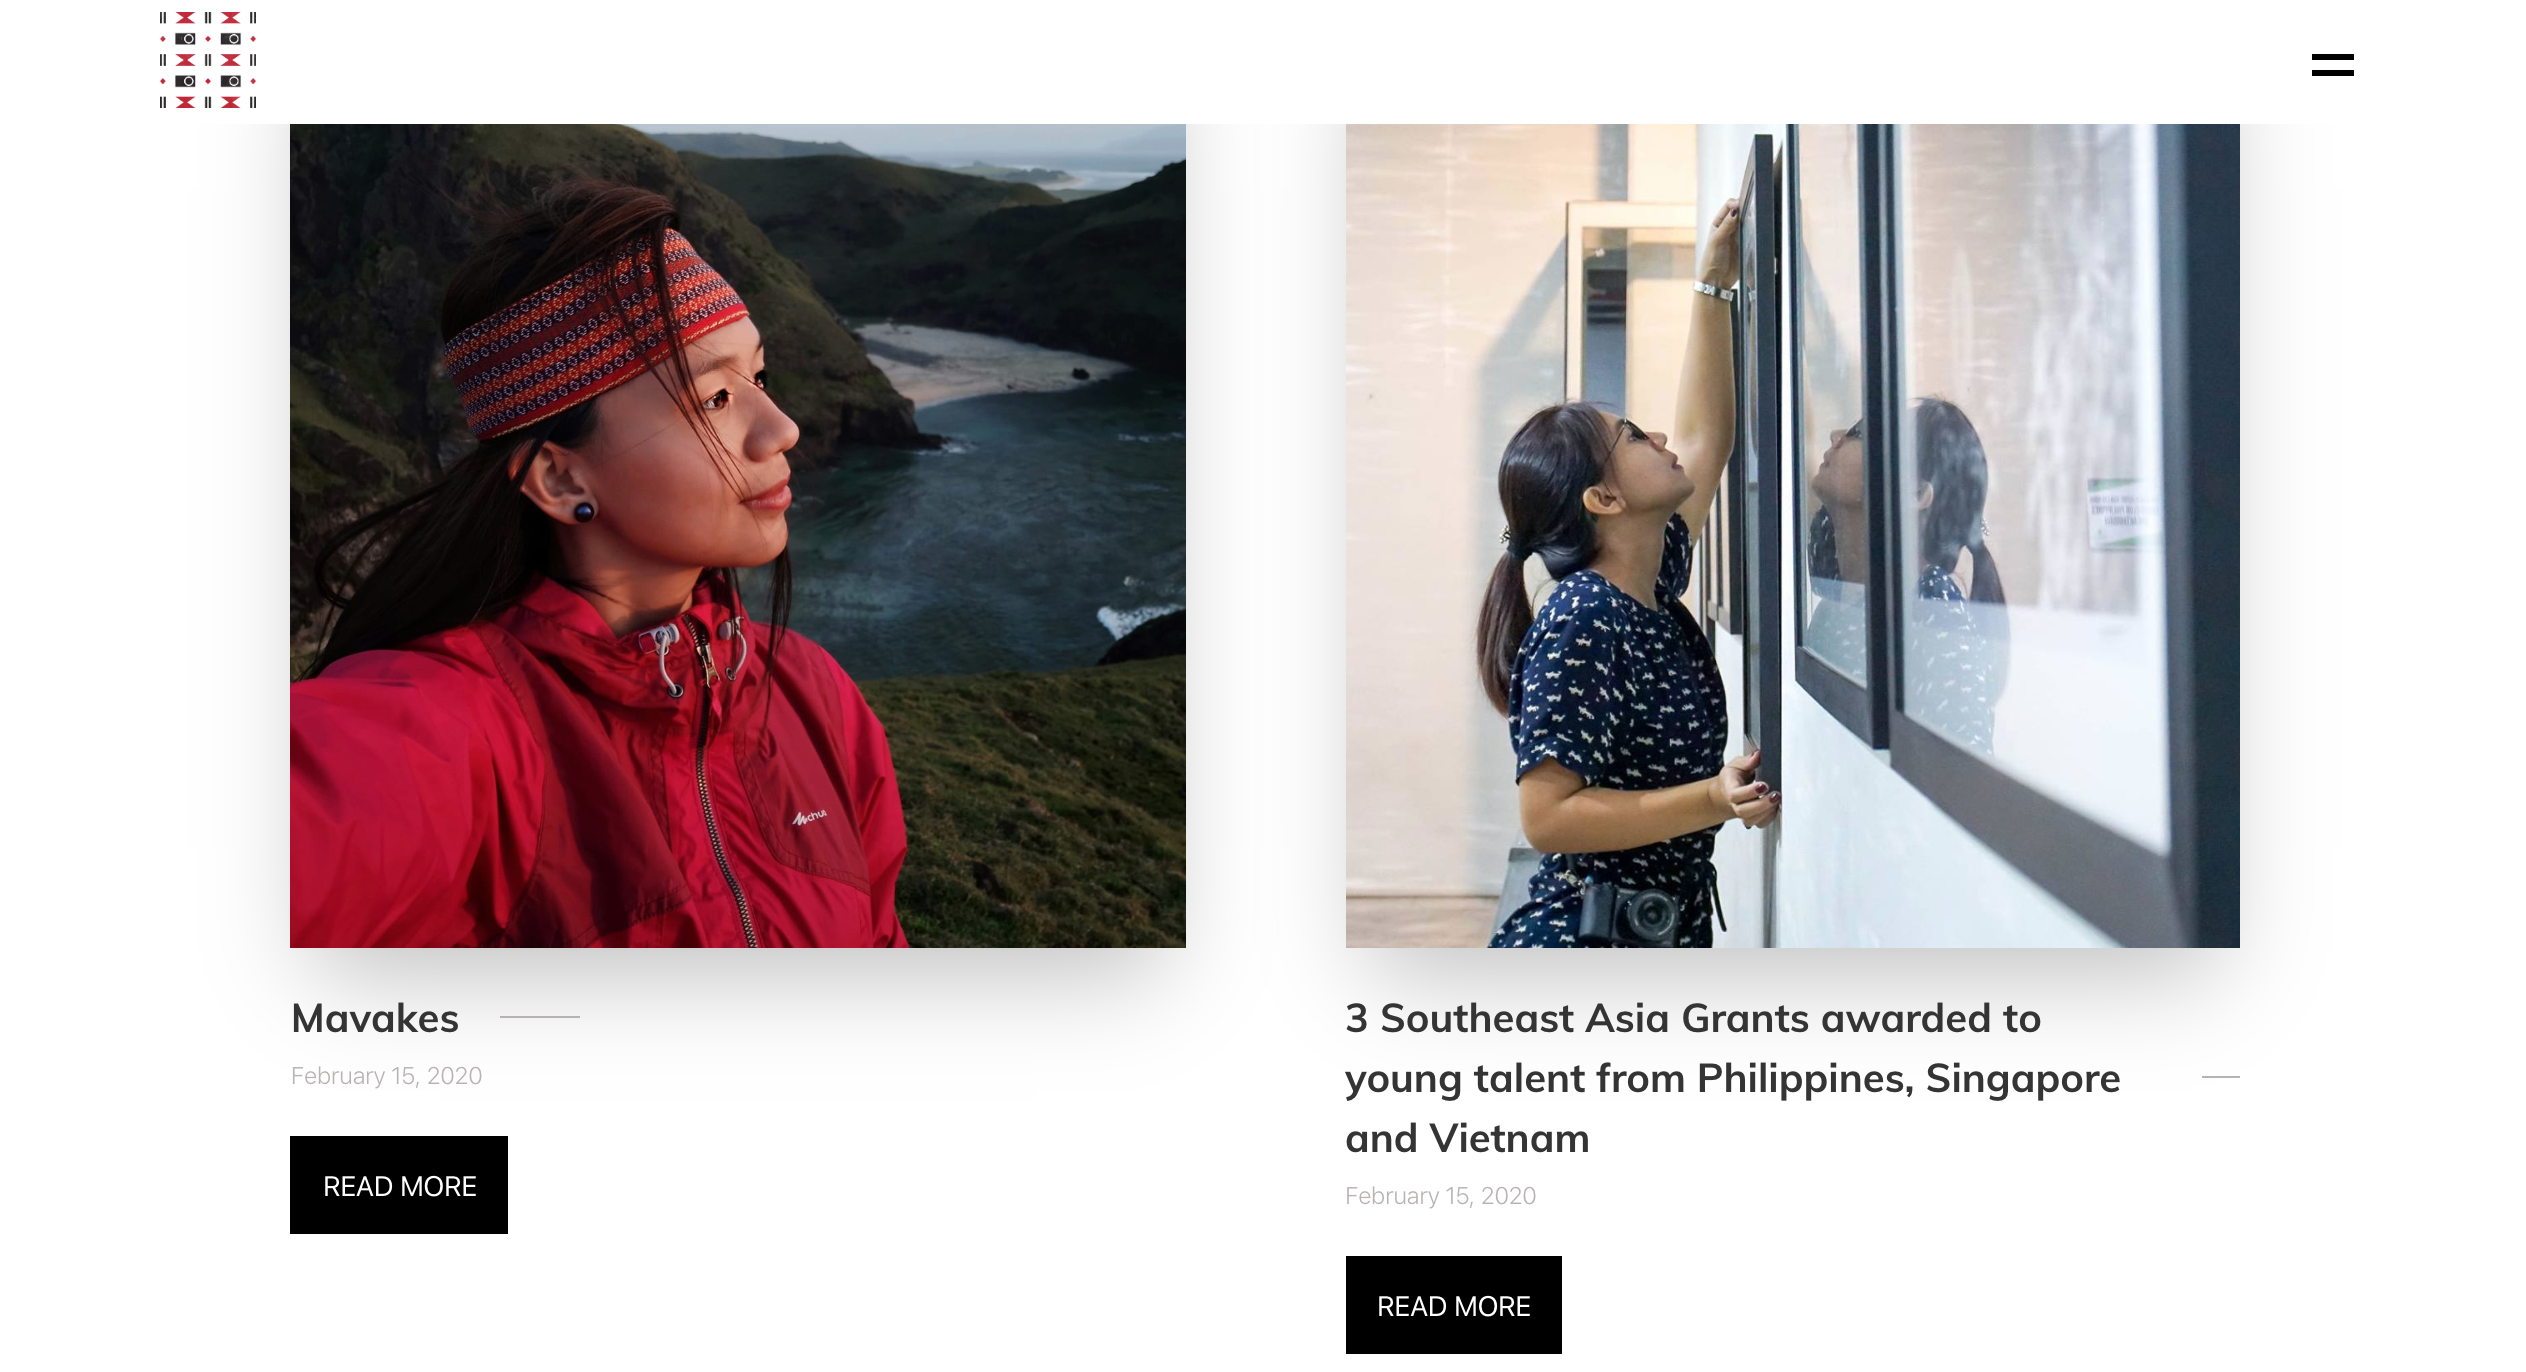 Mavakes
February 15, 2020
READ MORE
3 Southeast Asia Grants awarded to
young talent from Philippines, Singapore
and Vietnam
February 15, 2020
READ MORE